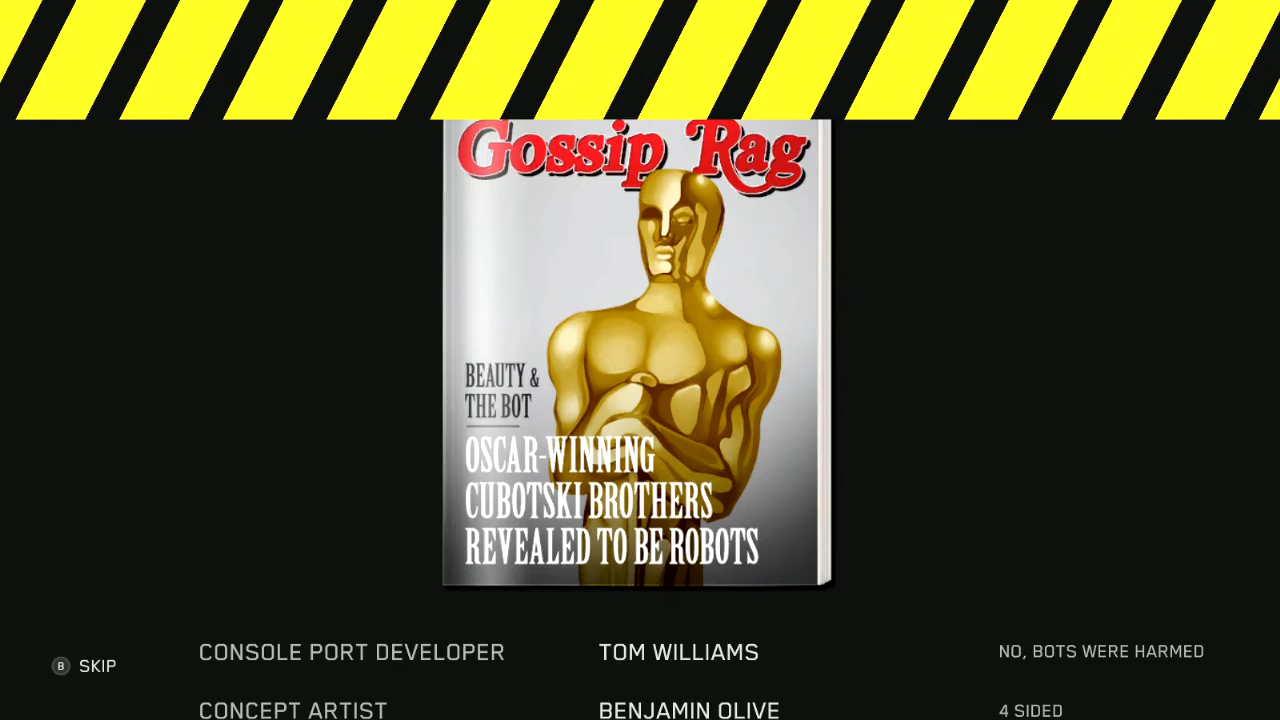 Gossip Rag
BEAUTY &
THE BOT
OSCAR-WINNING
CUBOTSKI BROTHERS
REVEALED TO BE ROBOTS
CONSOLE PORT DEVELOPER TOM WILLIAMS NO, BOTS WERE HARMED
B SKIP
CONCEPT ARTIST BENJAMIN OLIVE 4 SIDED